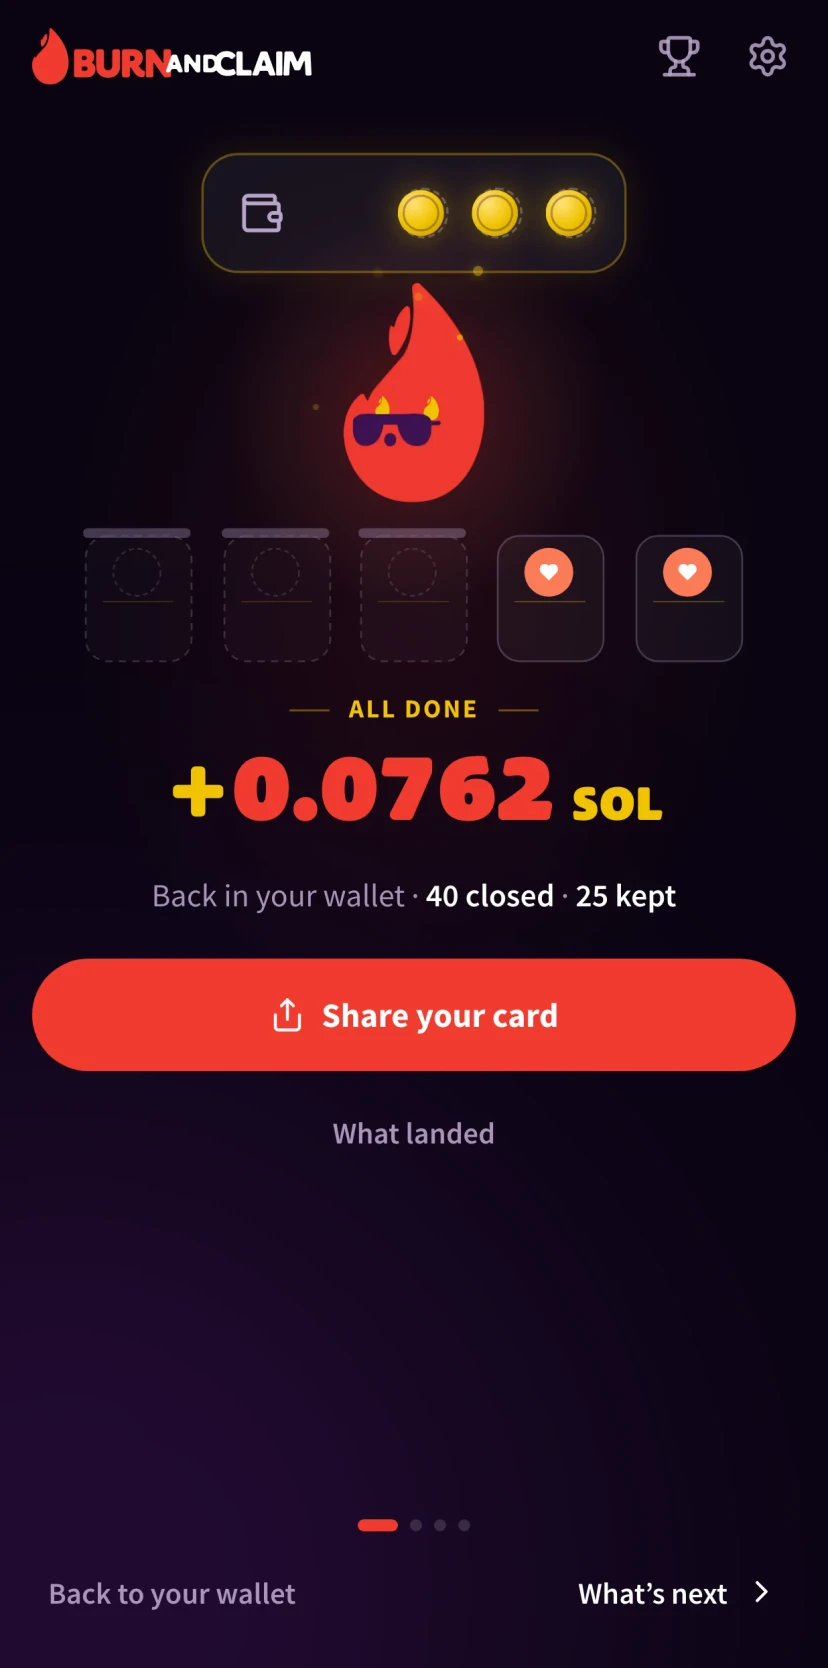 BURNANDCLAIM
ALL DONE
+0.0762 SOL
Back in your wallet · 40 closed · 25 kept
Share your card
What landed
Back to your wallet
What’s next